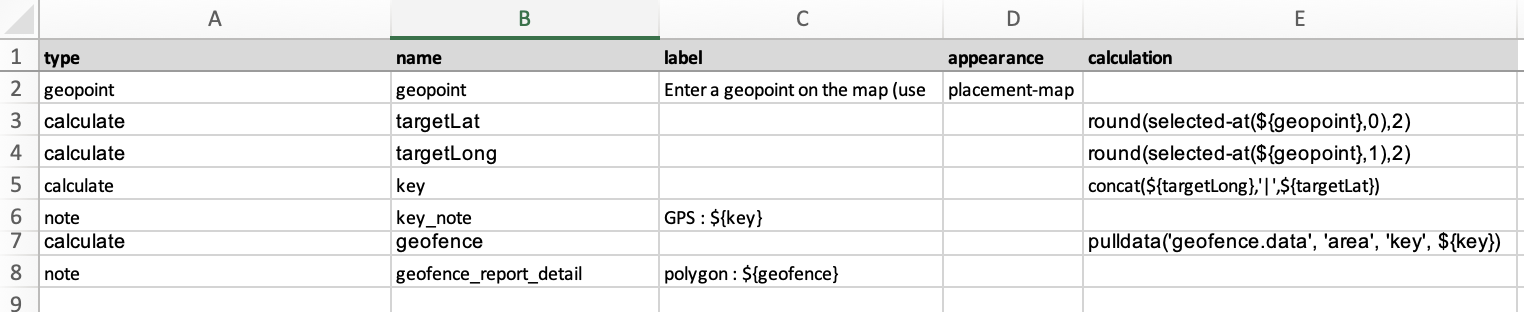 A B C D E
1 type name label appearance calculation
2 geopoint geopoint Enter a geopoint on the map (use placement-map
3 calculate targetLat round(selected-at(${geopoint},0),2)
4 calculate targetLong round(selected-at(${geopoint},1),2)
5 calculate key concat(${targetLong},'|',${targetLat})
6 note key_note GPS : ${key}
7 calculate geofence pulldata('geofence.data', 'area', 'key', ${key})
8 note geofence_report_detail polygon : ${geofence}
9